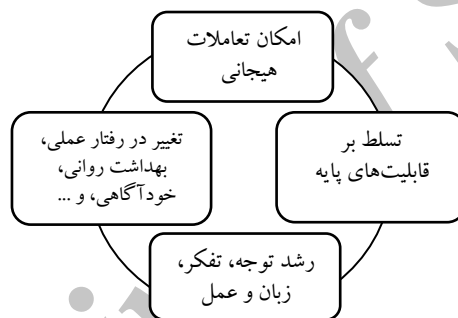 امکان تعاملات
هیجانی
تسلط بر
قابلیت‌های پایه
رشد توجه، تفکر،
زبان و عمل
تغییر در رفتار عملی،
بهداشت روانی،
خودآگاهی، و ...